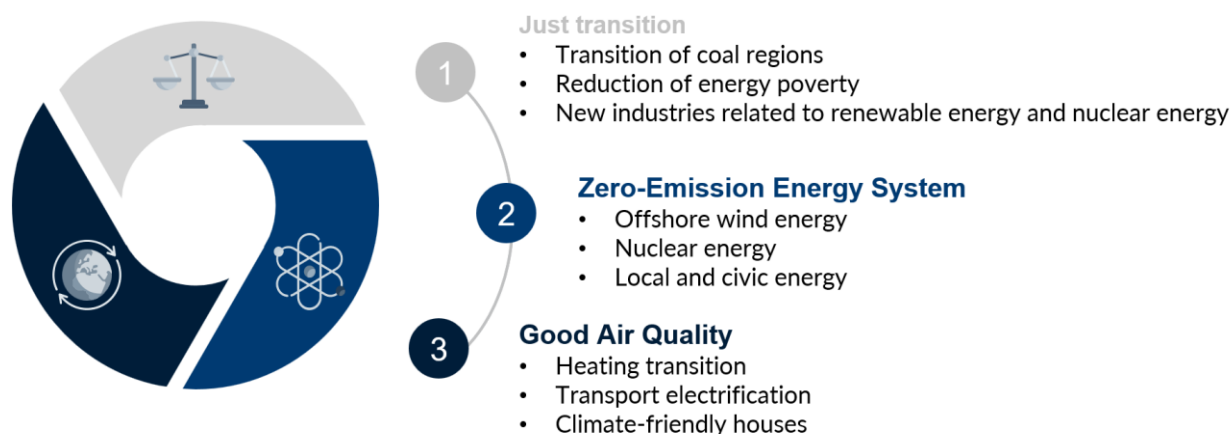 Just transition
1
• Transition of coal regions
• Reduction of energy poverty
• New industries related to renewable energy and nuclear energy
2
Zero-Emission Energy System
• Offshore wind energy
• Nuclear energy
• Local and civic energy
3
Good Air Quality
• Heating transition
• Transport electrification
• Climate-friendly houses